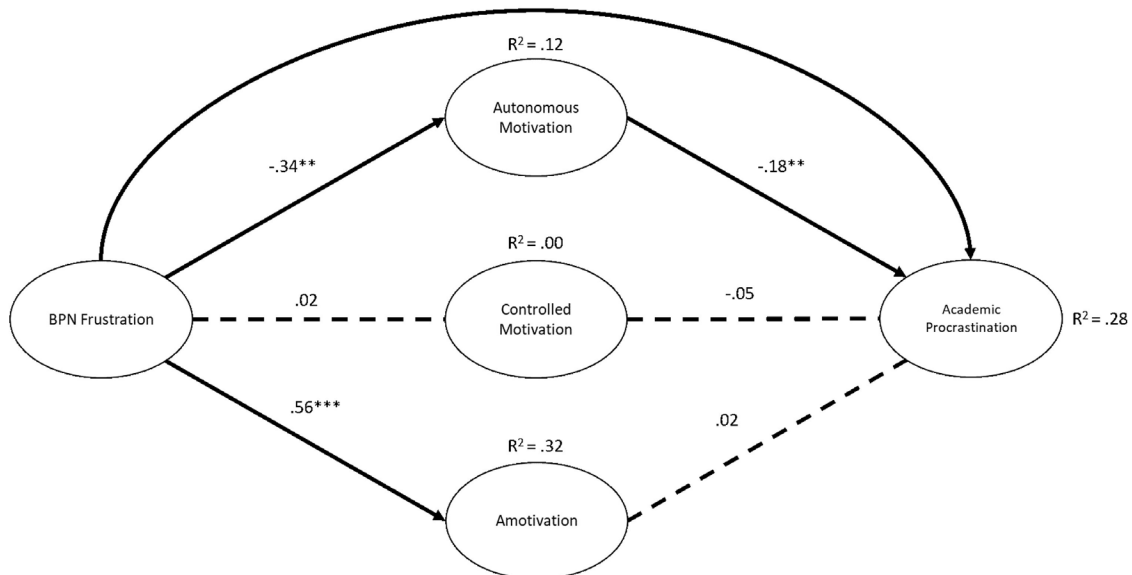 R² = .12
Autonomous
Motivation
-.34**
-.18**
R² = .00
BPN Frustration
.02
Controlled
Motivation
-.05
Academic
Procrastination
R² = .28
.56***
.02
R² = .32
Amotivation